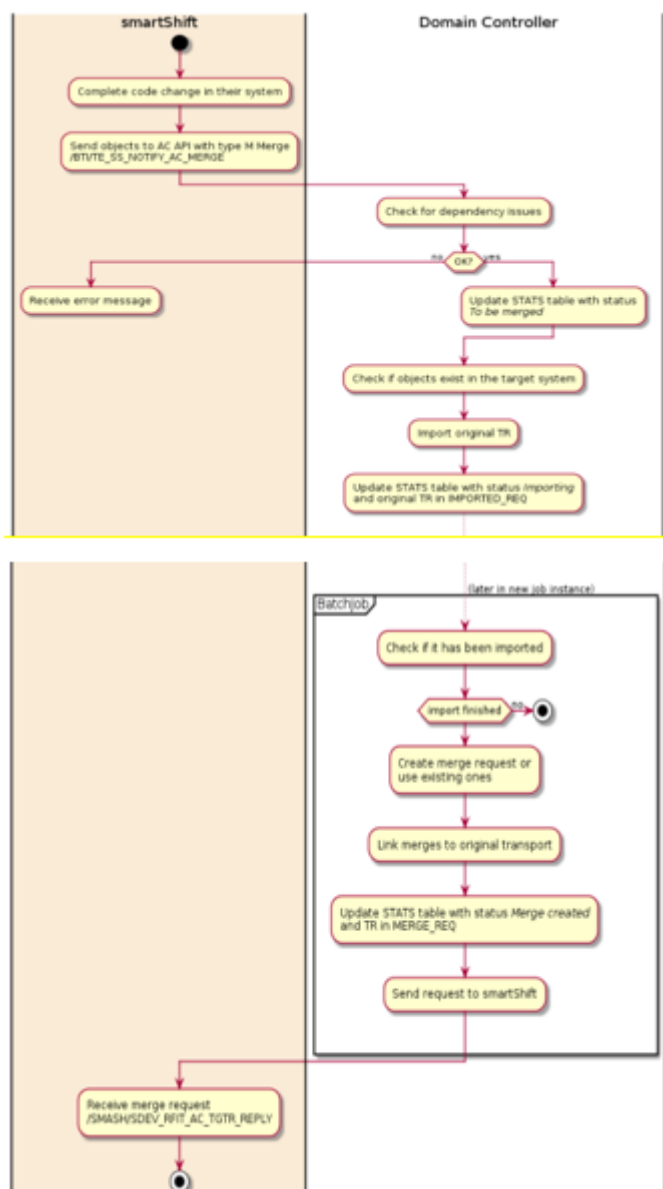 smartShift
Domain Controller
Complete code change in their system
Send objects to AC API with type M Merge
/BTI/TE_SS_NOTIFY_AC_MERGE
Check for dependency issues
no
OK?
yes
Receive error message
Update STATS table with status
To be merged
Check if objects exist in the target system
Import original TR
Update STATS table with status Importing
and original TR in IMPORTED_REQ
(later in new job instance)
Batchjob
Check if it has been imported
import finished
no
Create merge request or
use existing ones
Link merges to original transport
Update STATS table with status Merge created
and TR in MERGE_REQ
Send request to smartShift
Receive merge request
/SMASH/SDEV_RFIT_AC_TGTR_REPLY